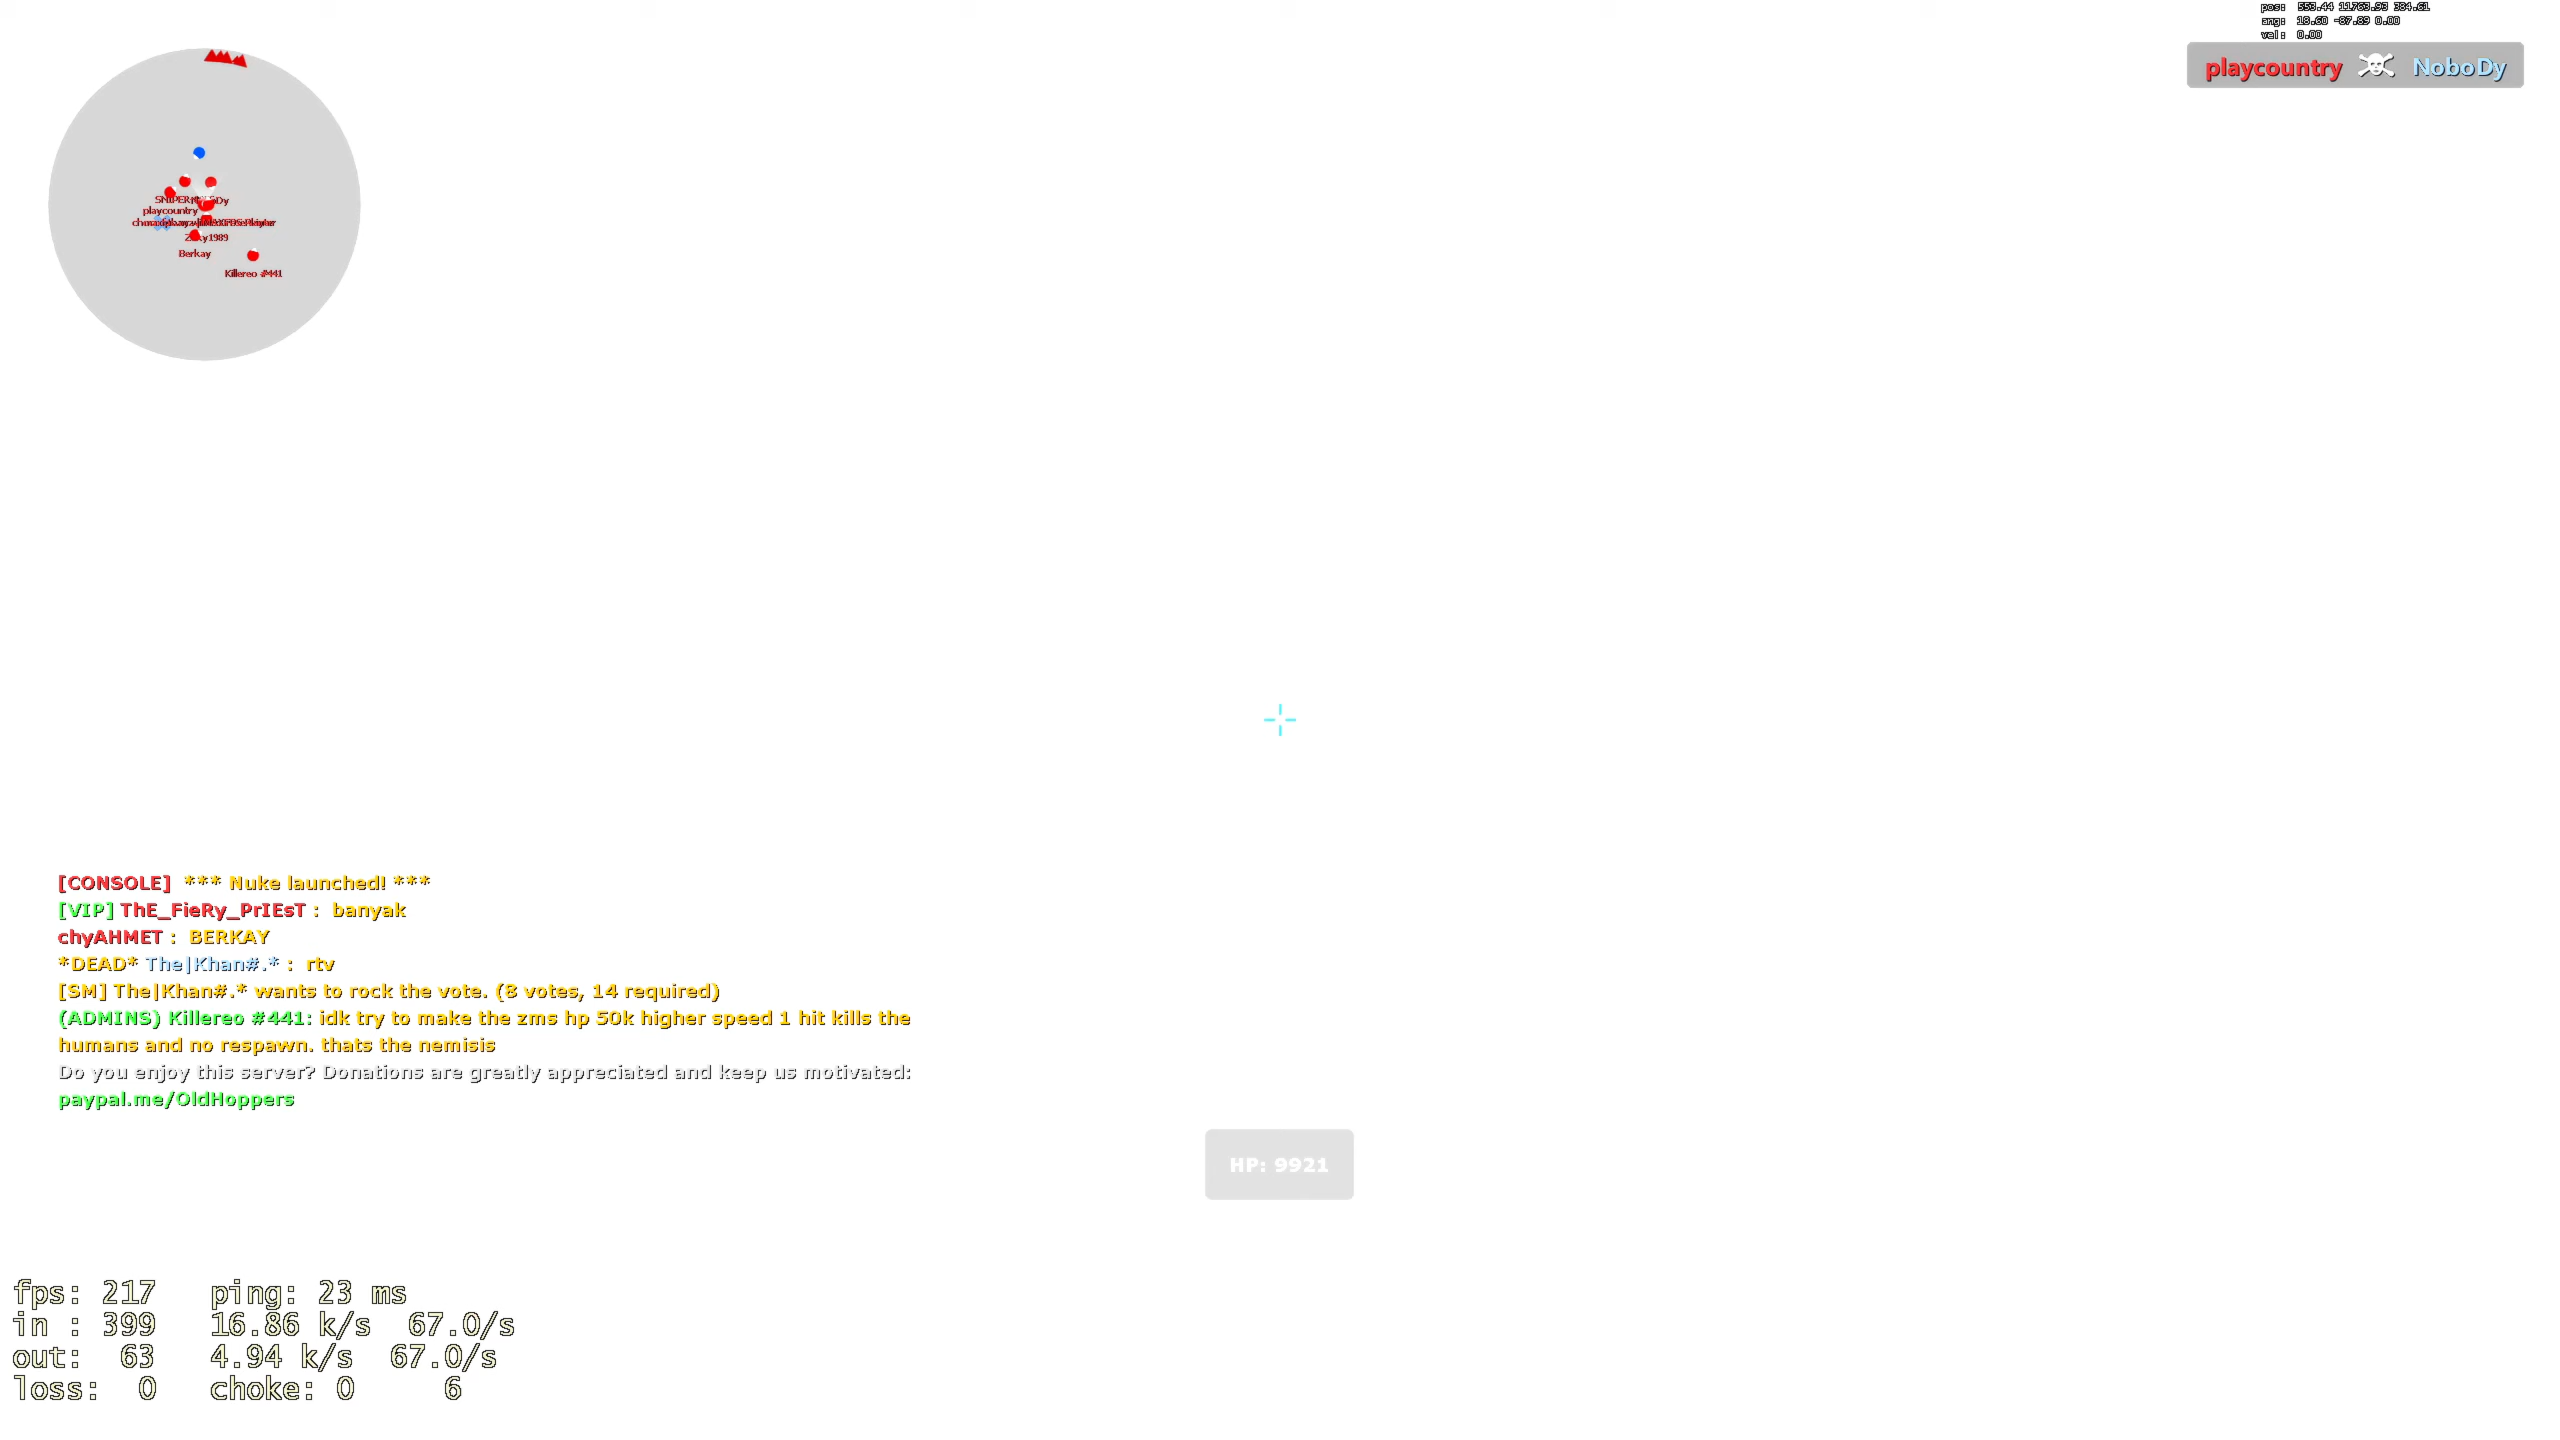 pos: 553.44 11763.93 384.61
ang: 18.60 -87.89 0.00
vel: 0.00
playcountry NoboDy
playcountry
Berkay
Killereo #441
[CONSOLE] *** Nuke launched! ***
[VIP] ThE_FieRy_PrIEsT : banyak
chyAHMET : BERKAY
*DEAD* The|Khan#.* : rtv
[SM] The|Khan#.* wants to rock the vote. (8 votes, 14 required)
(ADMINS) Killereo #441: idk try to make the zms hp 50k higher speed 1 hit kills the
humans and no respawn. thats the nemisis
Do you enjoy this server? Donations are greatly appreciated and keep us motivated:
paypal.me/OldHoppers
HP: 9921
fps: 217 ping: 23 ms
in : 399 16.86 k/s 67.0/s
out: 63 4.94 k/s 67.0/s
loss: 0 choke: 0 6